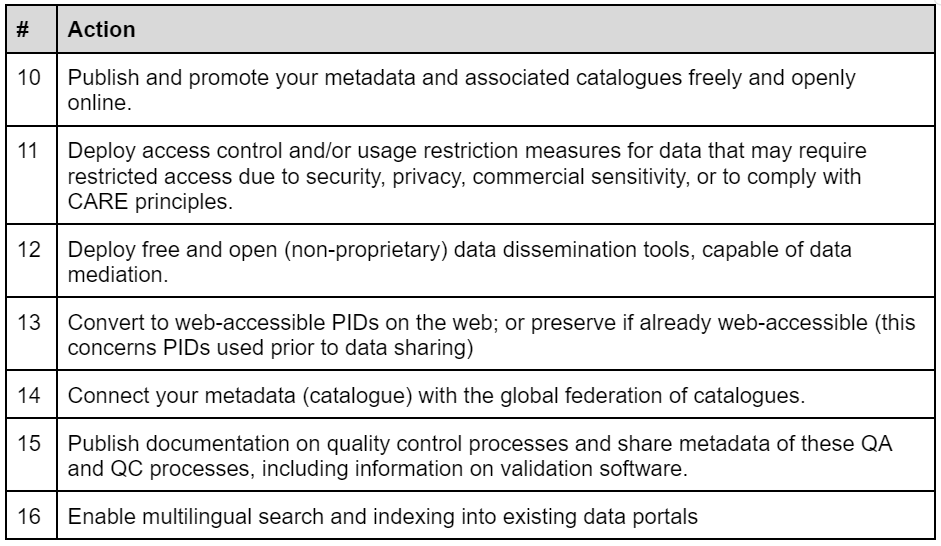 # Action
10 Publish and promote your metadata and associated catalogues freely and openly
online.
11 Deploy access control and/or usage restriction measures for data that may require
restricted access due to security, privacy, commercial sensitivity, or to comply with
CARE principles.
12 Deploy free and open (non-proprietary) data dissemination tools, capable of data
mediation.
13 Convert to web-accessible PIDs on the web; or preserve if already web-accessible (this
concerns PIDs used prior to data sharing)
14 Connect your metadata (catalogue) with the global federation of catalogues.
15 Publish documentation on quality control processes and share metadata of these QA
and QC processes, including information on validation software.
16 Enable multilingual search and indexing into existing data portals